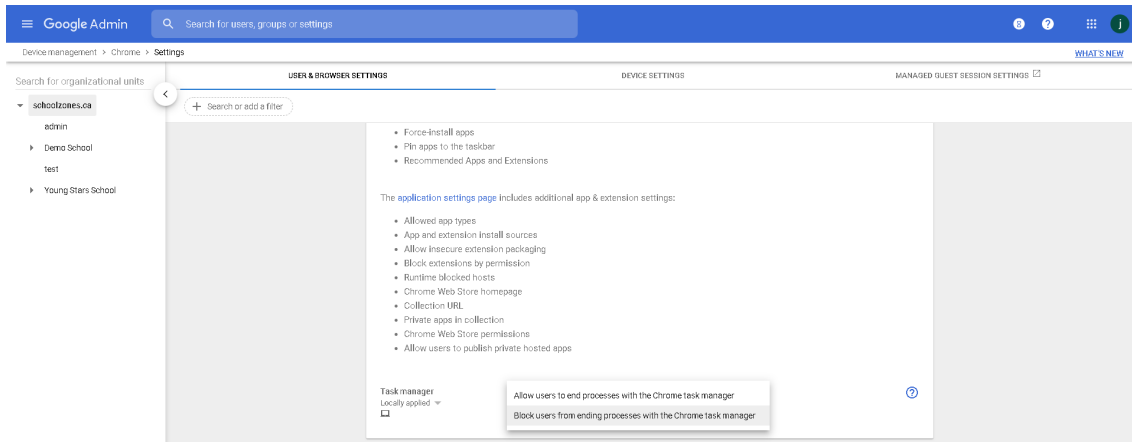 Google Admin
Search for users, groups or settings
8
?
j
Device management > Chrome > Settings
WHAT'S NEW
Search for organizational units
USER & BROWSER SETTINGS
DEVICE SETTINGS
MANAGED GUEST SESSION SETTINGS
schoolzones.ca
+ Search or add a filter
admin
Demo School
test
Young Stars School
• Force-install apps
• Pin apps to the taskbar
• Recommended Apps and Extensions
The application settings page includes additional app & extension settings:
• Allowed app types
• App and extension install sources
• Allow insecure extension packaging
• Block extensions by permission
• Runtime blocked hosts
• Chrome Web Store homepage
• Collection URL
• Private apps in collection
• Chrome Web Store permissions
• Allow users to publish private hosted apps
Task manager
Locally applied
Allow users to end processes with the Chrome task manager
Block users from ending processes with the Chrome task manager
?